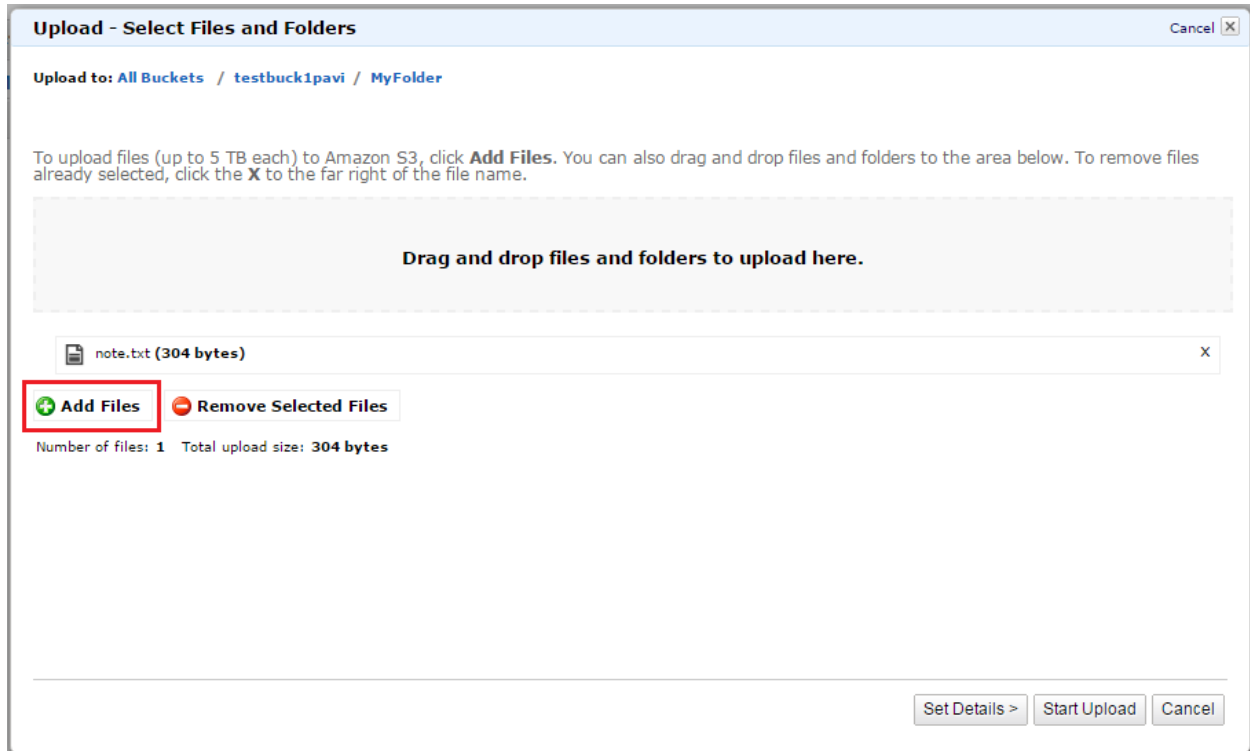 Upload - Select Files and Folders
Cancel X
Upload to: All Buckets / testbuck1pavi / MyFolder
To upload files (up to 5 TB each) to Amazon S3, click Add Files. You can also drag and drop files and folders to the area below. To remove files
already selected, click the X to the far right of the file name.
Drag and drop files and folders to upload here.
note.txt (304 bytes) X
Add Files Remove Selected Files
Number of files: 1 Total upload size: 304 bytes
Set Details > Start Upload Cancel